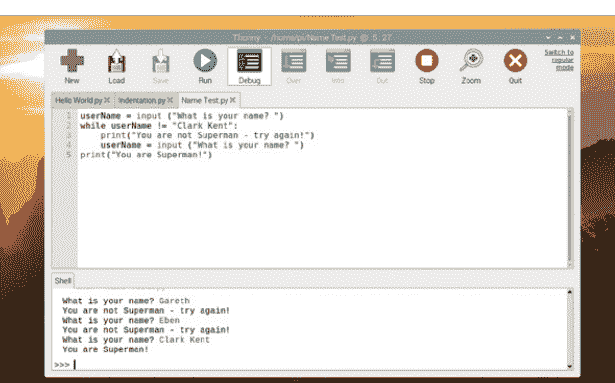 Thonny - /home/pi/Name Test.py @ 5 : 27
New Load Save Run Debug Over Into Out Stop Zoom Quit
Switch to
regular
mode
Hello World.py Indentation.py Name Test.py
1 userName = input ("What is your name? ")
2 while userName != "Clark Kent":
3 print("You are not Superman - try again!")
4 userName = input ("What is your name? ")
5 print("You are Superman!")
Shell
What is your name? Gareth
You are not Superman - try again!
What is your name? Eben
You are not Superman - try again!
What is your name? Clark Kent
You are Superman!
>>>